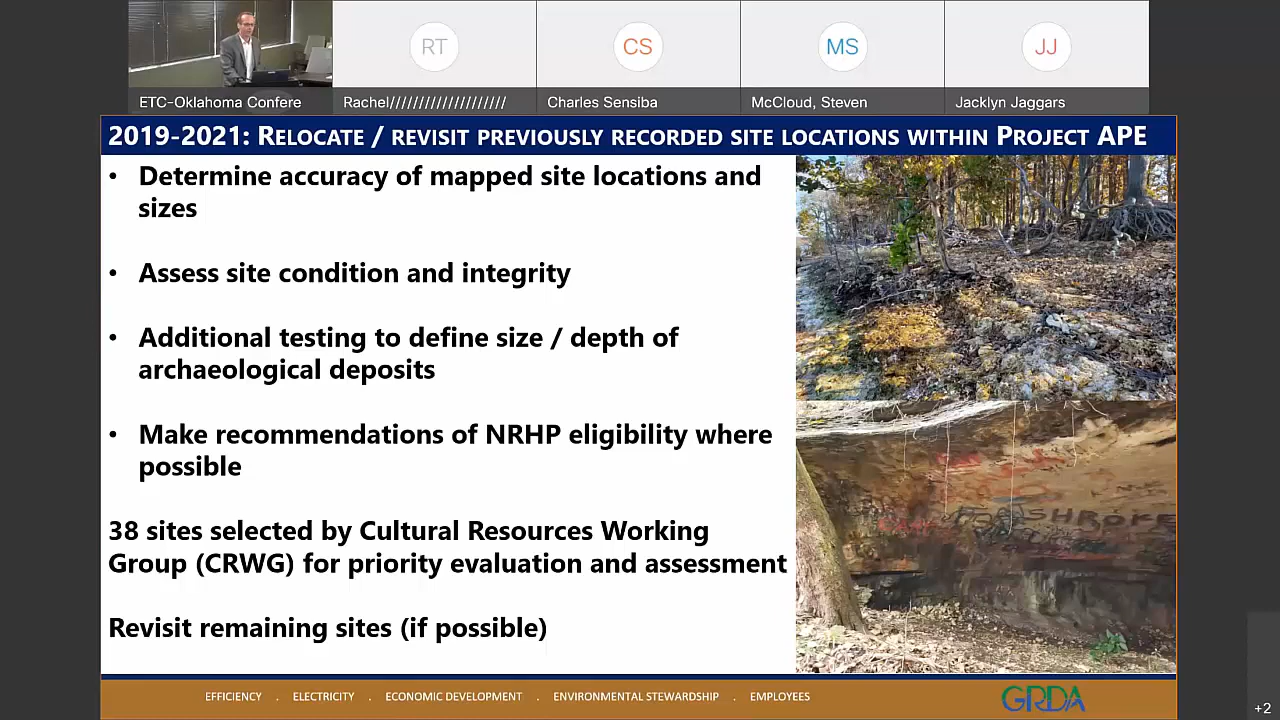 RT
CS
MS
JJ
ETC-Oklahoma Confere
Rachel////////////////////
Charles Sensiba
McCloud, Steven
Jacklyn Jaggars
2019-2021: Relocate / revisit previously recorded site locations within Project APE
• Determine accuracy of mapped site locations and
sizes
• Assess site condition and integrity
• Additional testing to define size / depth of
archaeological deposits
• Make recommendations of NRHP eligibility where
possible
38 sites selected by Cultural Resources Working
Group (CRWG) for priority evaluation and assessment
Revisit remaining sites (if possible)
EFFICIENCY . ELECTRICITY . ECONOMIC DEVELOPMENT . ENVIRONMENTAL STEWARDSHIP . EMPLOYEES
GRDA
+2